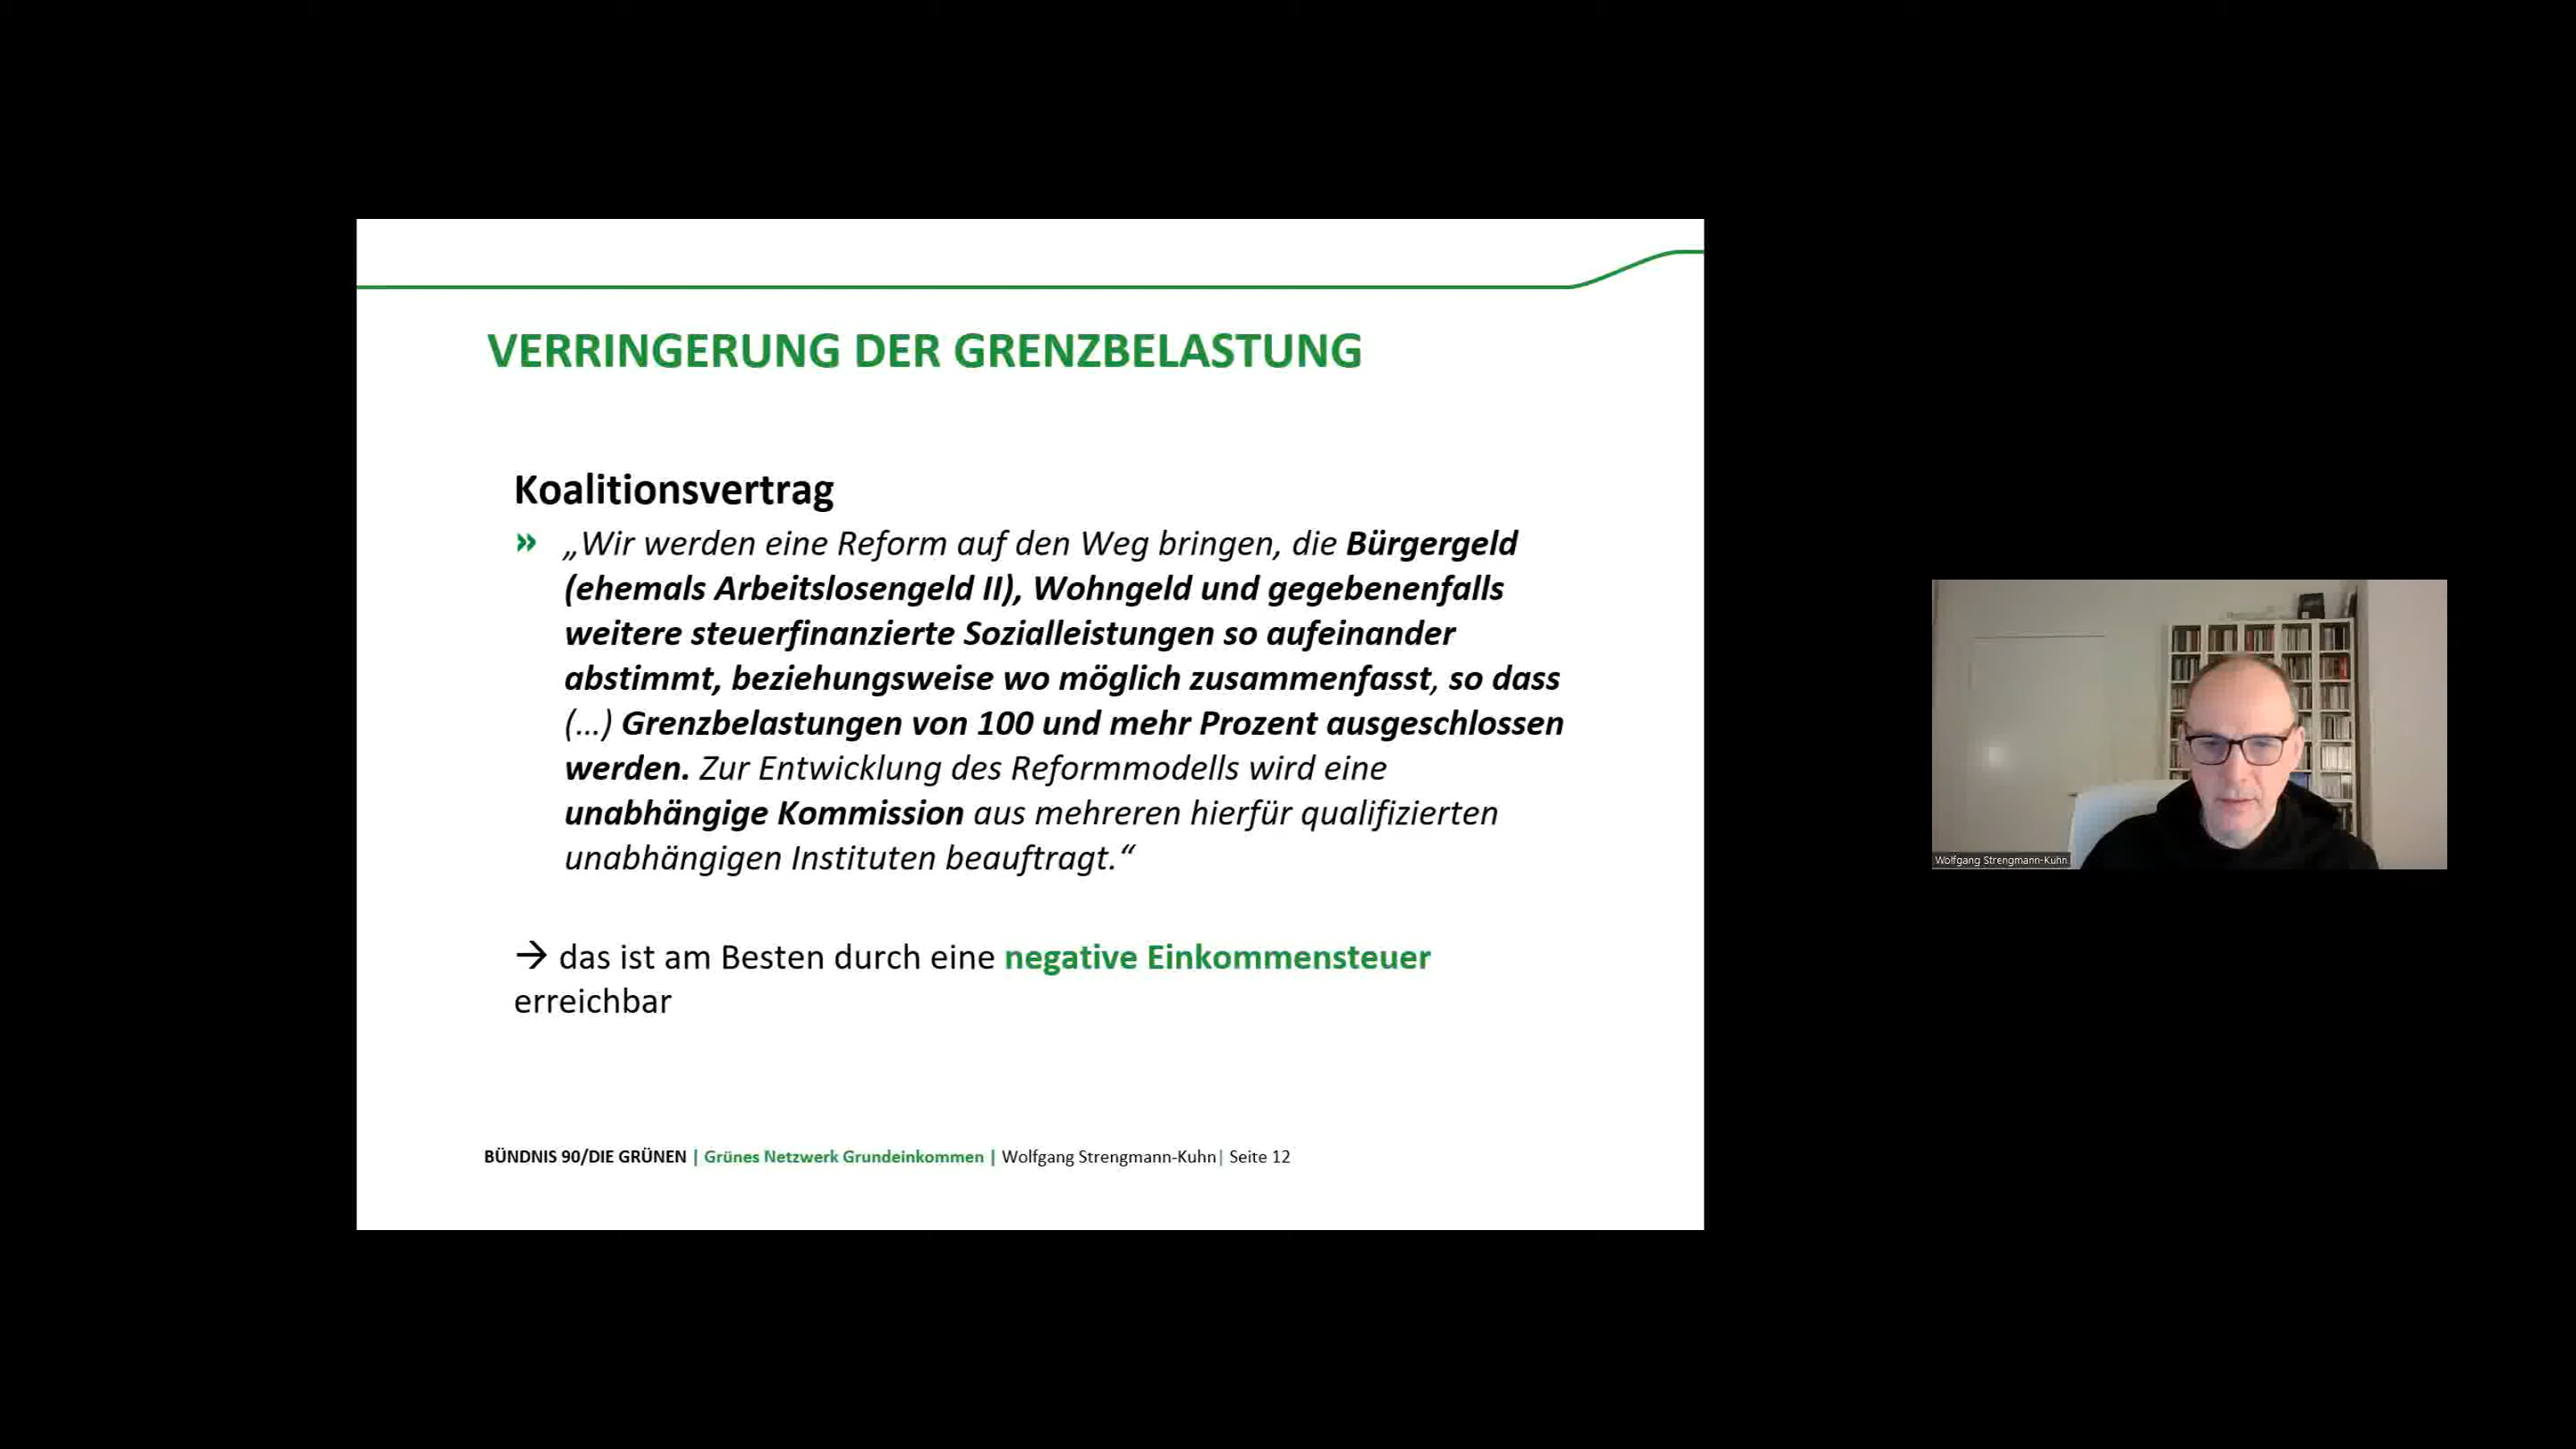 VERRINGERUNG DER GRENZBELASTUNG
Koalitionsvertrag
» „Wir werden eine Reform auf den Weg bringen, die Bürgergeld
(ehemals Arbeitslosengeld II), Wohngeld und gegebenenfalls
weitere steuerfinanzierte Sozialleistungen so aufeinander
abstimmt, beziehungsweise wo möglich zusammenfasst, so dass
(…) Grenzbelastungen von 100 und mehr Prozent ausgeschlossen
werden. Zur Entwicklung des Reformmodells wird eine
unabhängige Kommission aus mehreren hierfür qualifizierten
unabhängigen Instituten beauftragt.“
→ das ist am Besten durch eine negative Einkommensteuer
erreichbar
BÜNDNIS 90/DIE GRÜNEN | Grünes Netzwerk Grundeinkommen | Wolfgang Strengmann-Kuhn| Seite 12
Wolfgang Strengmann-Kuhn